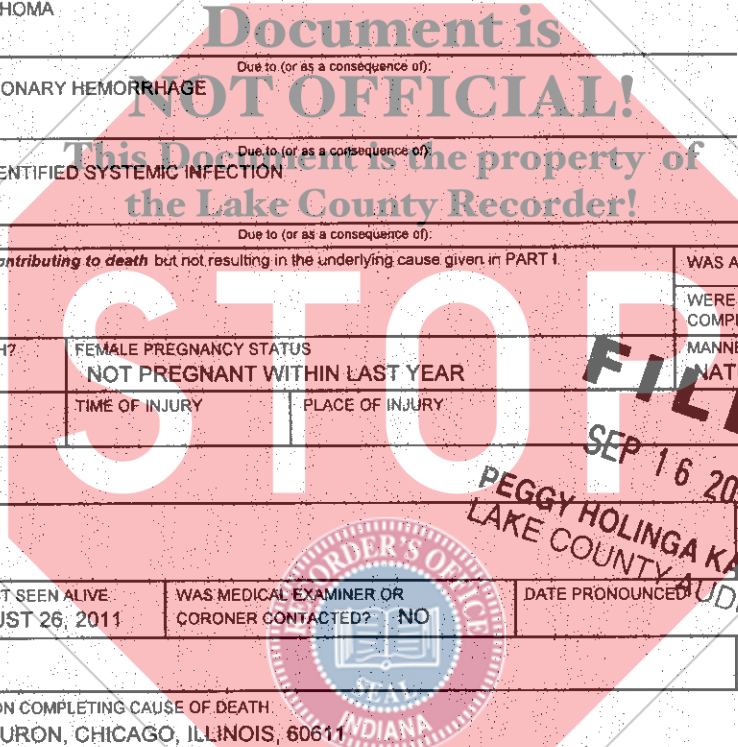 HOMA
Document is
Due to (or as a consequence of):
ONARY HEMORRHAGE
NOT OFFICIAL!
Due to (or as a consequence of):
This Document is the property of
ENTIFIED SYSTEMIC INFECTION
the Lake County Recorder!
Due to (or as a consequence of):
ntributing to death but not resulting in the underlying cause given in PART I.
WAS A
WERE
COMPL
STOP
H?
FEMALE PREGNANCY STATUS
NOT PREGNANT WITHIN LAST YEAR
MANNE
NAT
FILE
TIME OF INJURY
PLACE OF INJURY
SEP 16 20
PEGGY HOLINGA KA
LAKE COUNTY AUD
T SEEN ALIVE
UST 26, 2011
WAS MEDICAL EXAMINER OR
CORONER CONTACTED? NO
DATE PRONOUNCED
RECORDER'S OFFICE
SEAL
INDIANA
ON COMPLETING CAUSE OF DEATH
URON, CHICAGO, ILLINOIS, 60611